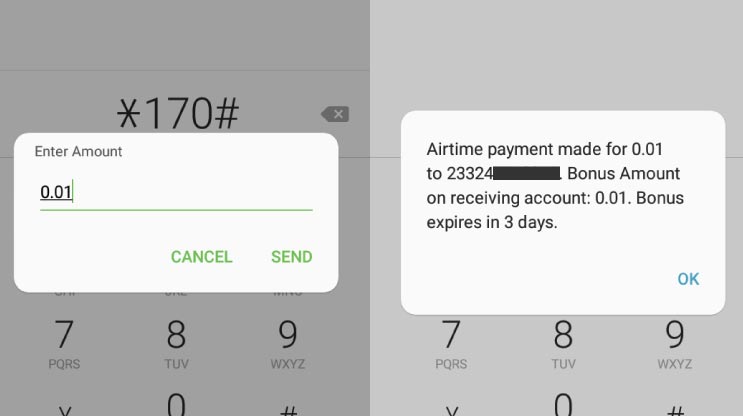 *170#
Enter Amount
0.01
CANCEL SEND
7 8 9
PQRS TUV WXYZ
0 #
Airtime payment made for 0.01
to 23324 . Bonus Amount
on receiving account: 0.01. Bonus
expires in 3 days.
OK
7 8 9
PQRS TUV WXYZ
0 #